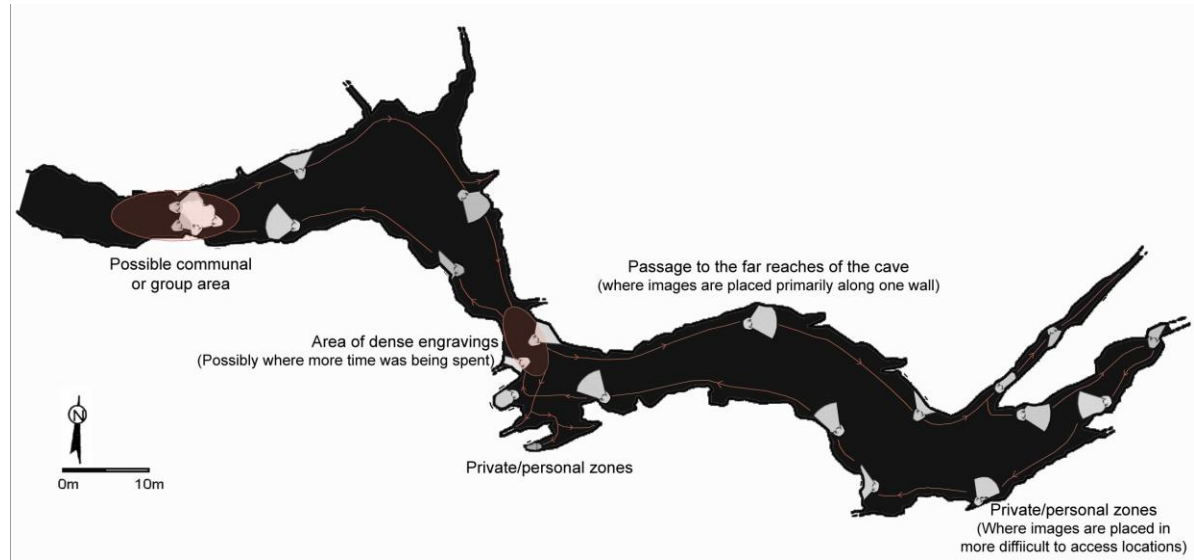 Possible communal
or group area
Passage to the far reaches of the cave
(where images are placed primarily along one wall)
Area of dense engravings
(Possibly where more time was being spent)
N
0m 10m
Private/personal zones
Private/personal zones
(Where images are placed in
more diffiicult to access locations)